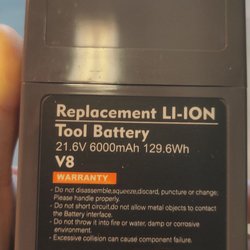 Replacement LI-ION
Tool Battery
21.6V 6000mAh 129.6Wh
V8
WARRANTY
- Do not disassemble,squeeze,discard, puncture or change;
Please handle properly.
- Do not short circuit,do not allow metal objects to contact
the Battery interface.
- Do not throw it into fire or water, damp or corrosive
environment.
- Excessive collision can cause component failure.